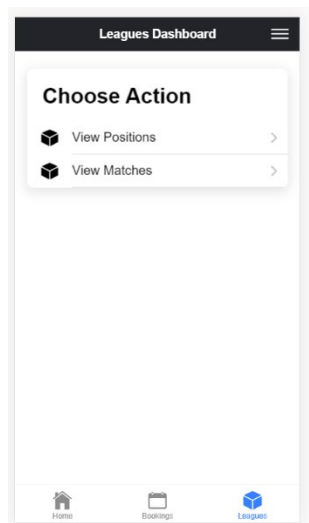 Leagues Dashboard
Choose Action
View Positions
View Matches
Home
Bookings
Leagues